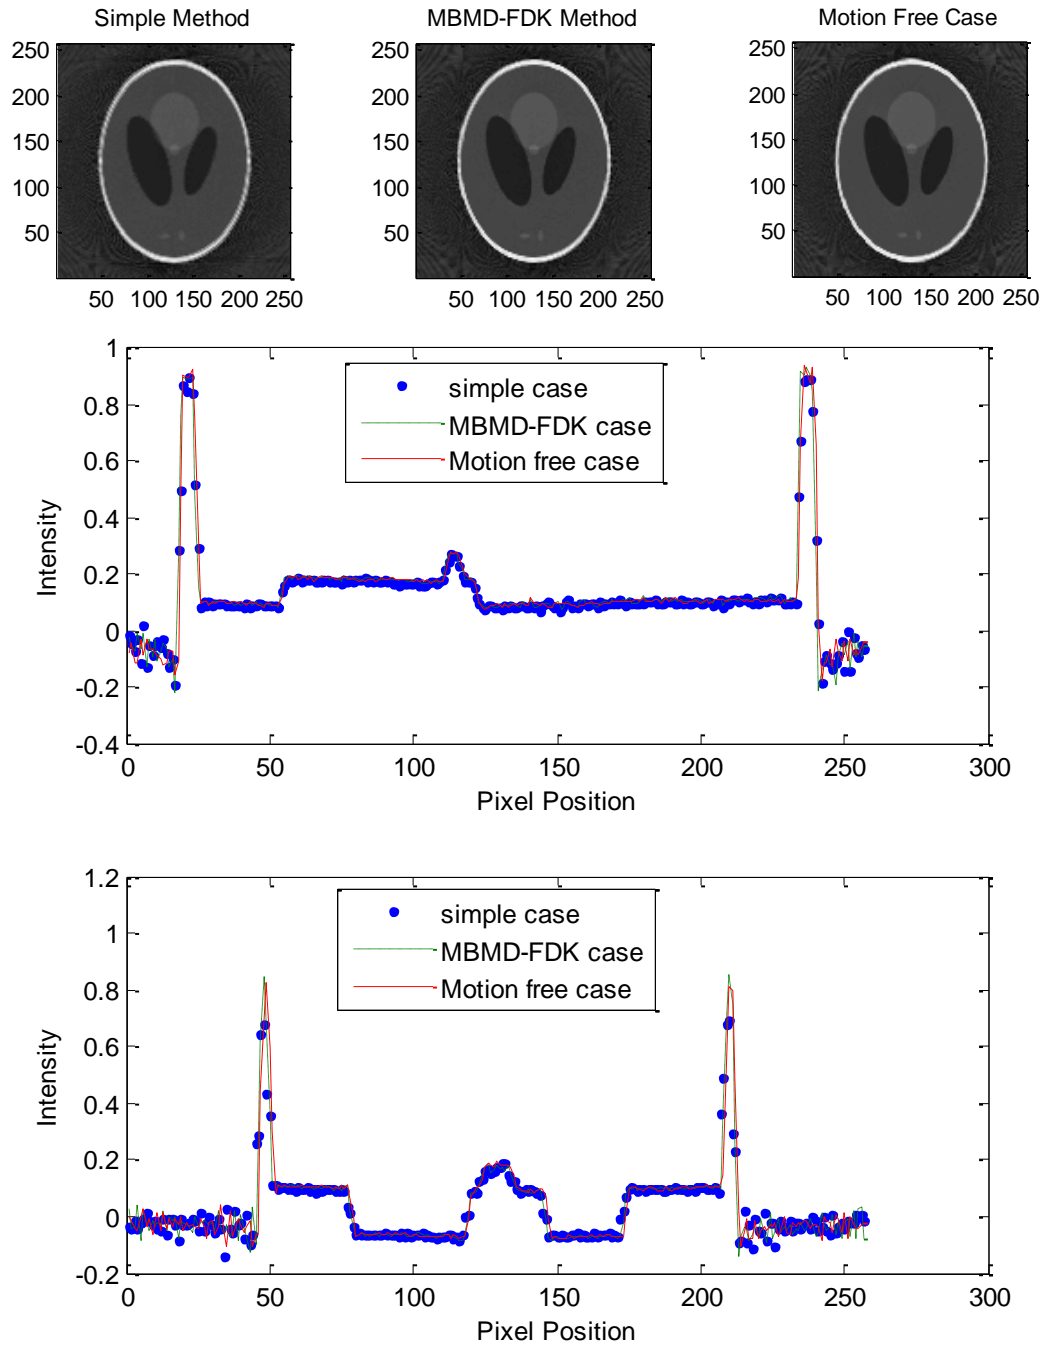 Simple Method
MBMD-FDK Method
Motion Free Case
250
200
150
100
50
50 100 150 200 250
250
200
150
100
50
50 100 150 200 250
250
200
150
100
50
50 100 150 200 250
1
0.8
0.6
0.4
0.2
0
-0.2
-0.4
Intensity
simple case
MBMD-FDK case
Motion free case
0 50 100 150 200 250 300
Pixel Position
1.2
1
0.8
0.6
0.4
0.2
0
-0.2
Intensity
simple case
MBMD-FDK case
Motion free case
0 50 100 150 200 250 300
Pixel Position